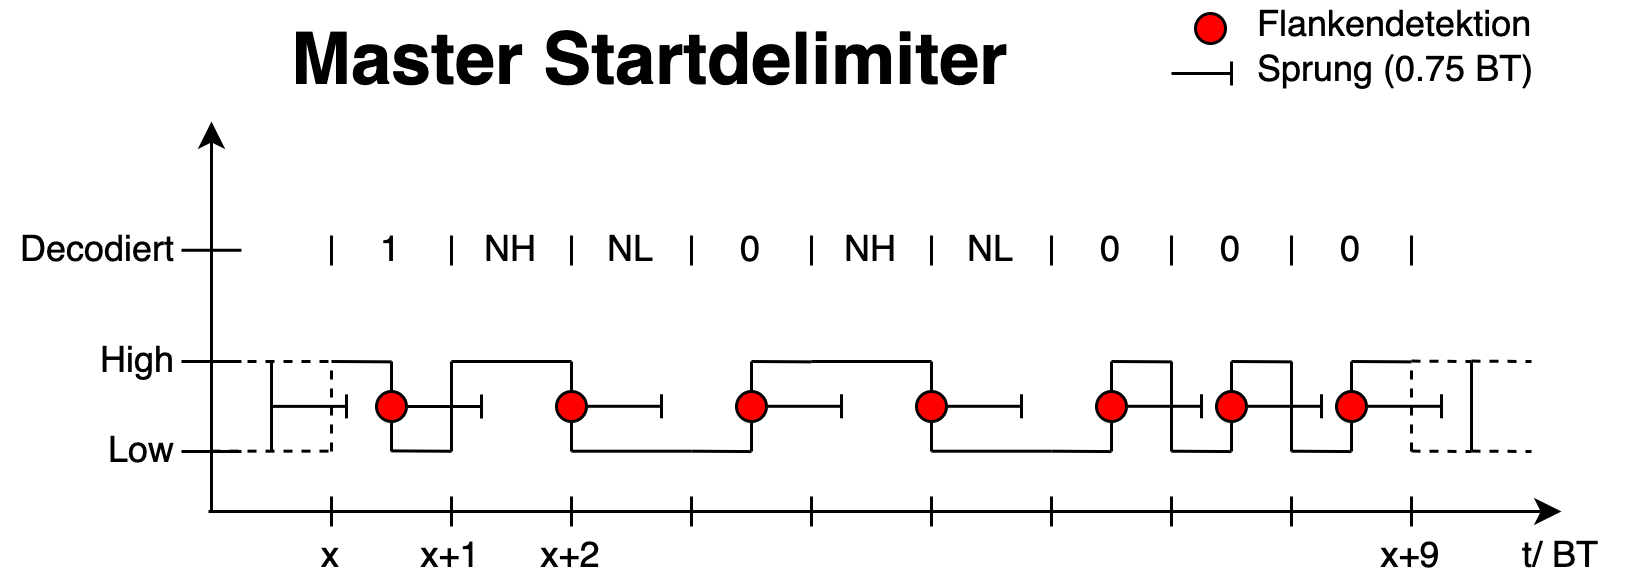 Master Startdelimiter
Flankendetektion
Sprung (0.75 BT)
Decodiert | 1 | NH | NL | 0 | NH | NL | 0 | 0 | 0 |
High
Low
x x+1 x+2 x+9 t/ BT